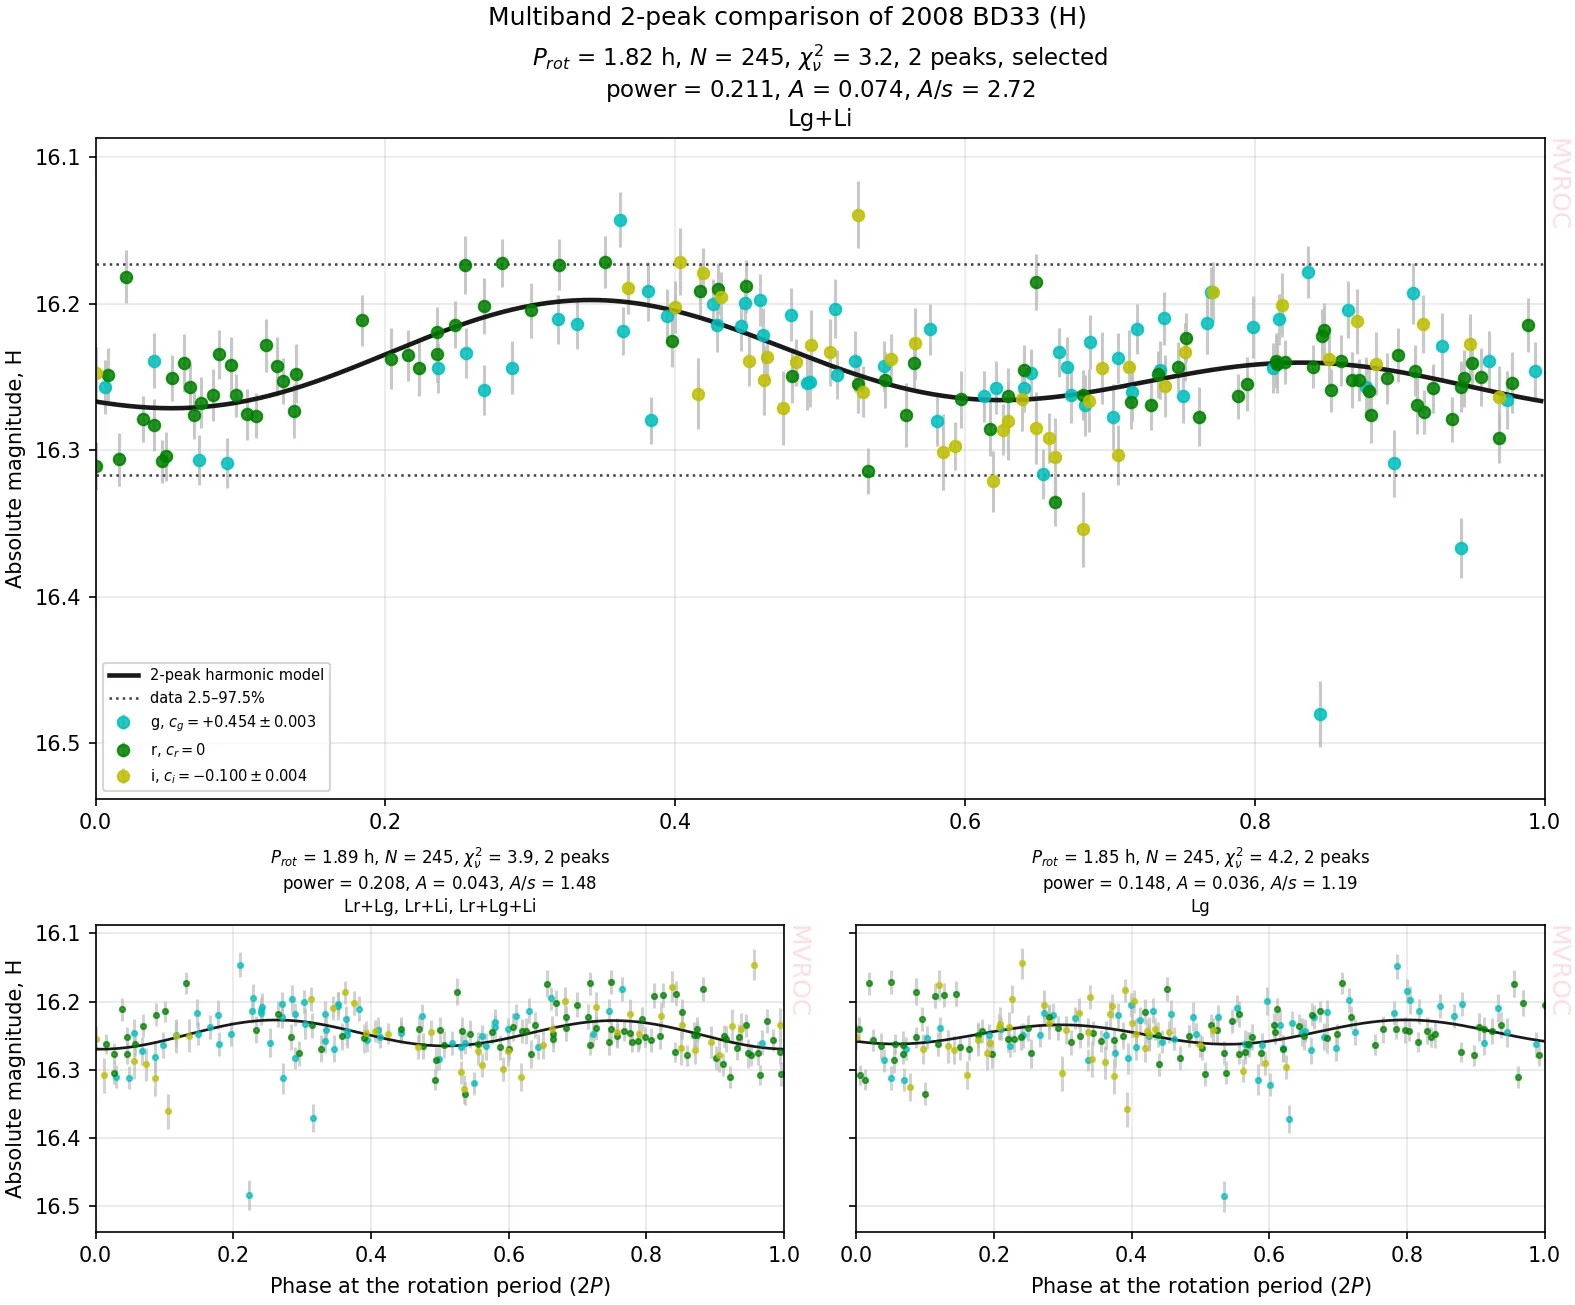 Multiband 2-peak comparison of 2008 BD33 (H)
P_rot = 1.82 h, N = 245, χ²_ν = 3.2, 2 peaks, selected
power = 0.211, A = 0.074, A/s = 2.72
Lg+Li
MVROC
Absolute magnitude, H
16.1
16.2
16.3
16.4
16.5
2-peak harmonic model
data 2.5–97.5%
g, c_g = +0.454 ± 0.003
r, c_r = 0
i, c_i = −0.100 ± 0.004
0.0 0.2 0.4 0.6 0.8 1.0
P_rot = 1.89 h, N = 245, χ²_ν = 3.9, 2 peaks
power = 0.208, A = 0.043, A/s = 1.48
Lr+Lg, Lr+Li, Lr+Lg+Li
MVROC
Absolute magnitude, H
16.1
16.2
16.3
16.4
16.5
0.0 0.2 0.4 0.6 0.8 1.0
Phase at the rotation period (2P)
P_rot = 1.85 h, N = 245, χ²_ν = 4.2, 2 peaks
power = 0.148, A = 0.036, A/s = 1.19
Lg
MVROC
0.0 0.2 0.4 0.6 0.8 1.0
Phase at the rotation period (2P)